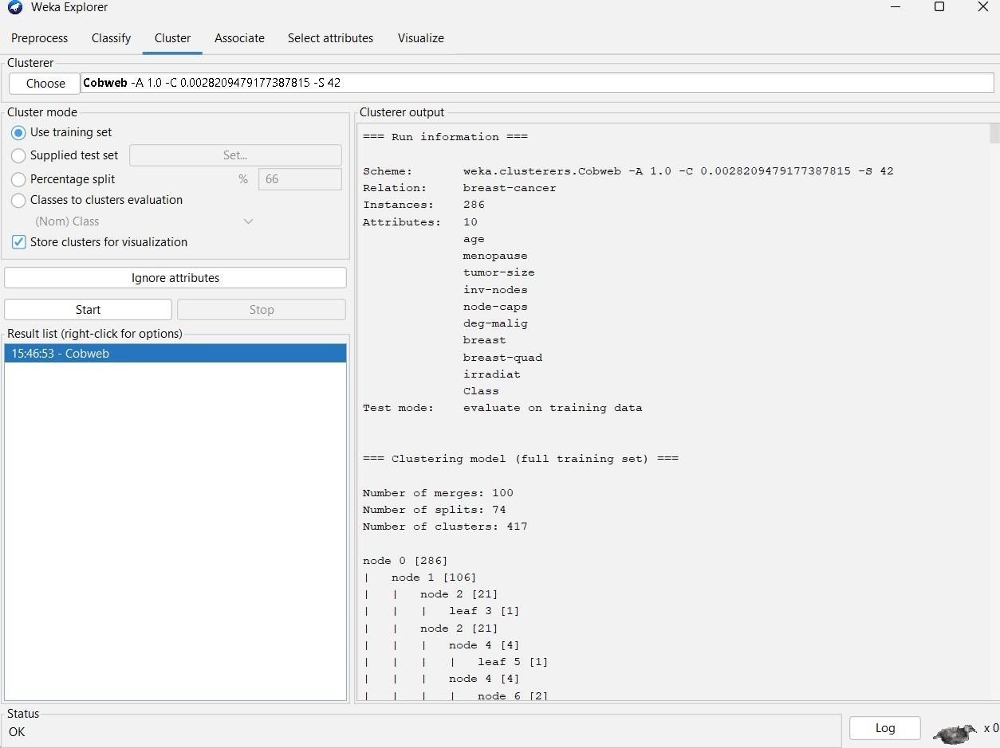 Weka Explorer
Preprocess Classify Cluster Associate Select attributes Visualize
Clusterer
Choose Cobweb -A 1.0 -C 0.0028209479177387815 -S 42
Cluster mode
Use training set
Supplied test set Set...
Percentage split % 66
Classes to clusters evaluation
(Nom) Class
Store clusters for visualization
Ignore attributes
Start Stop
Result list (right-click for options)
15:46:53 - Cobweb
Clusterer output
=== Run information ===
Scheme: weka.clusterers.Cobweb -A 1.0 -C 0.0028209479177387815 -S 42
Relation: breast-cancer
Instances: 286
Attributes: 10
age
menopause
tumor-size
inv-nodes
node-caps
deg-malig
breast
breast-quad
irradiat
Class
Test mode: evaluate on training data
=== Clustering model (full training set) ===
Number of merges: 100
Number of splits: 74
Number of clusters: 417
node 0 [286]
| node 1 [106]
| | node 2 [21]
| | | leaf 3 [1]
| | node 2 [21]
| | | node 4 [4]
| | | | leaf 5 [1]
| | | node 4 [4]
| | | | node 6 [2]
Status
OK
Log x 0